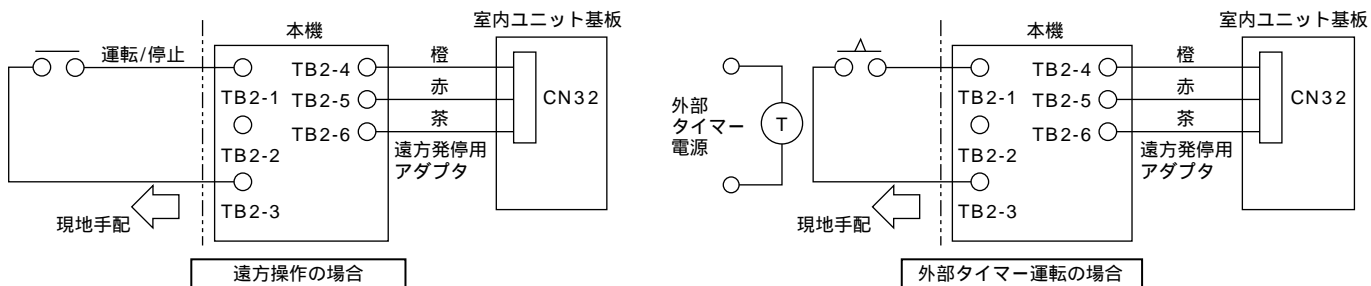 本機
室内ユニット基板
運転/停止
TB2-4
橙
TB2-1
TB2-5
赤
CN32
TB2-6
茶
TB2-2
遠方発停用
アダプタ
TB2-3
現地手配
遠方操作の場合
本機
室内ユニット基板
外部
タイマー
電源
T
TB2-4
橙
TB2-1
TB2-5
赤
CN32
TB2-6
茶
TB2-2
遠方発停用
アダプタ
TB2-3
現地手配
外部タイマー運転の場合